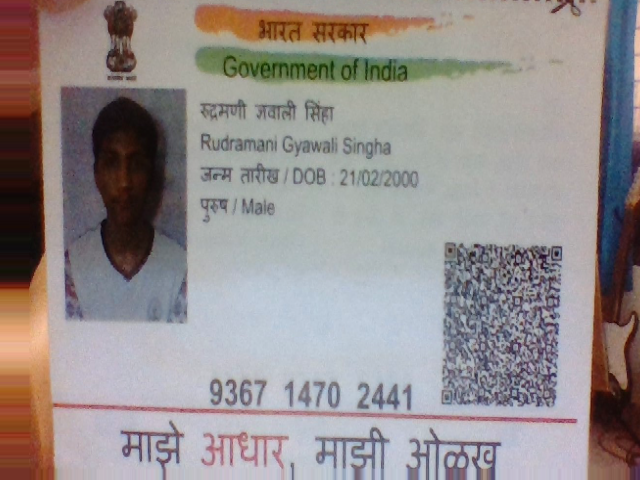 भारत सरकार
Government of India
रुद्रमणी ज्ञवाली सिंहा
Rudramani Gyawali Singha
जन्म तारीख / DOB : 21/02/2000
पुरुष / Male
9367 1470 2441
माझे आधार, माझी ओळख